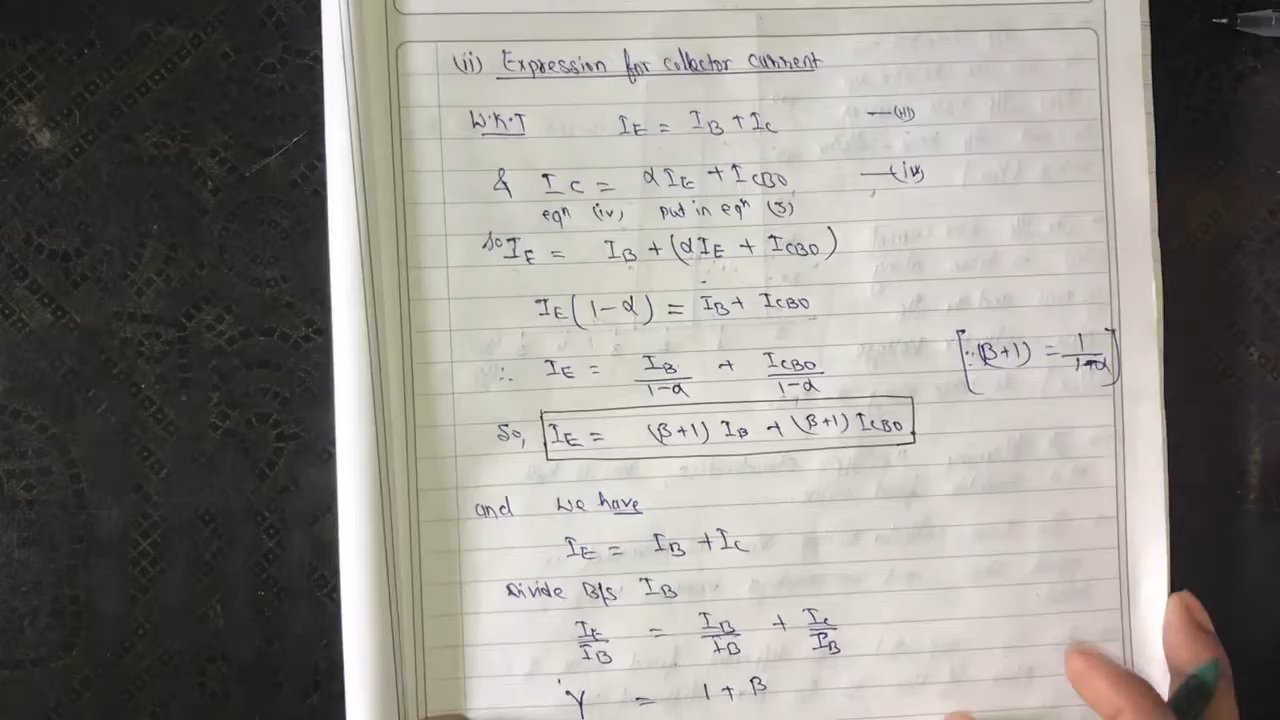 (ii) Expression for collector current
W.K.T IE = IB + IC —(iii)
& IC = αIE + ICBO —(iv)
eqn (iv) put in eqn (3)
so IE = IB + (αIE + ICBO)
IE(1-α) = IB + ICBO
∴ IE = IB/1-α + ICBO/1-α [∵(β+1) = 1/1-α]
So, IE = (β+1) IB + (β+1) ICBO
and we have
IE = IB + IC
Divide B/S IB
IE/IB = IB/IB + IC/IB
γ = 1 + β